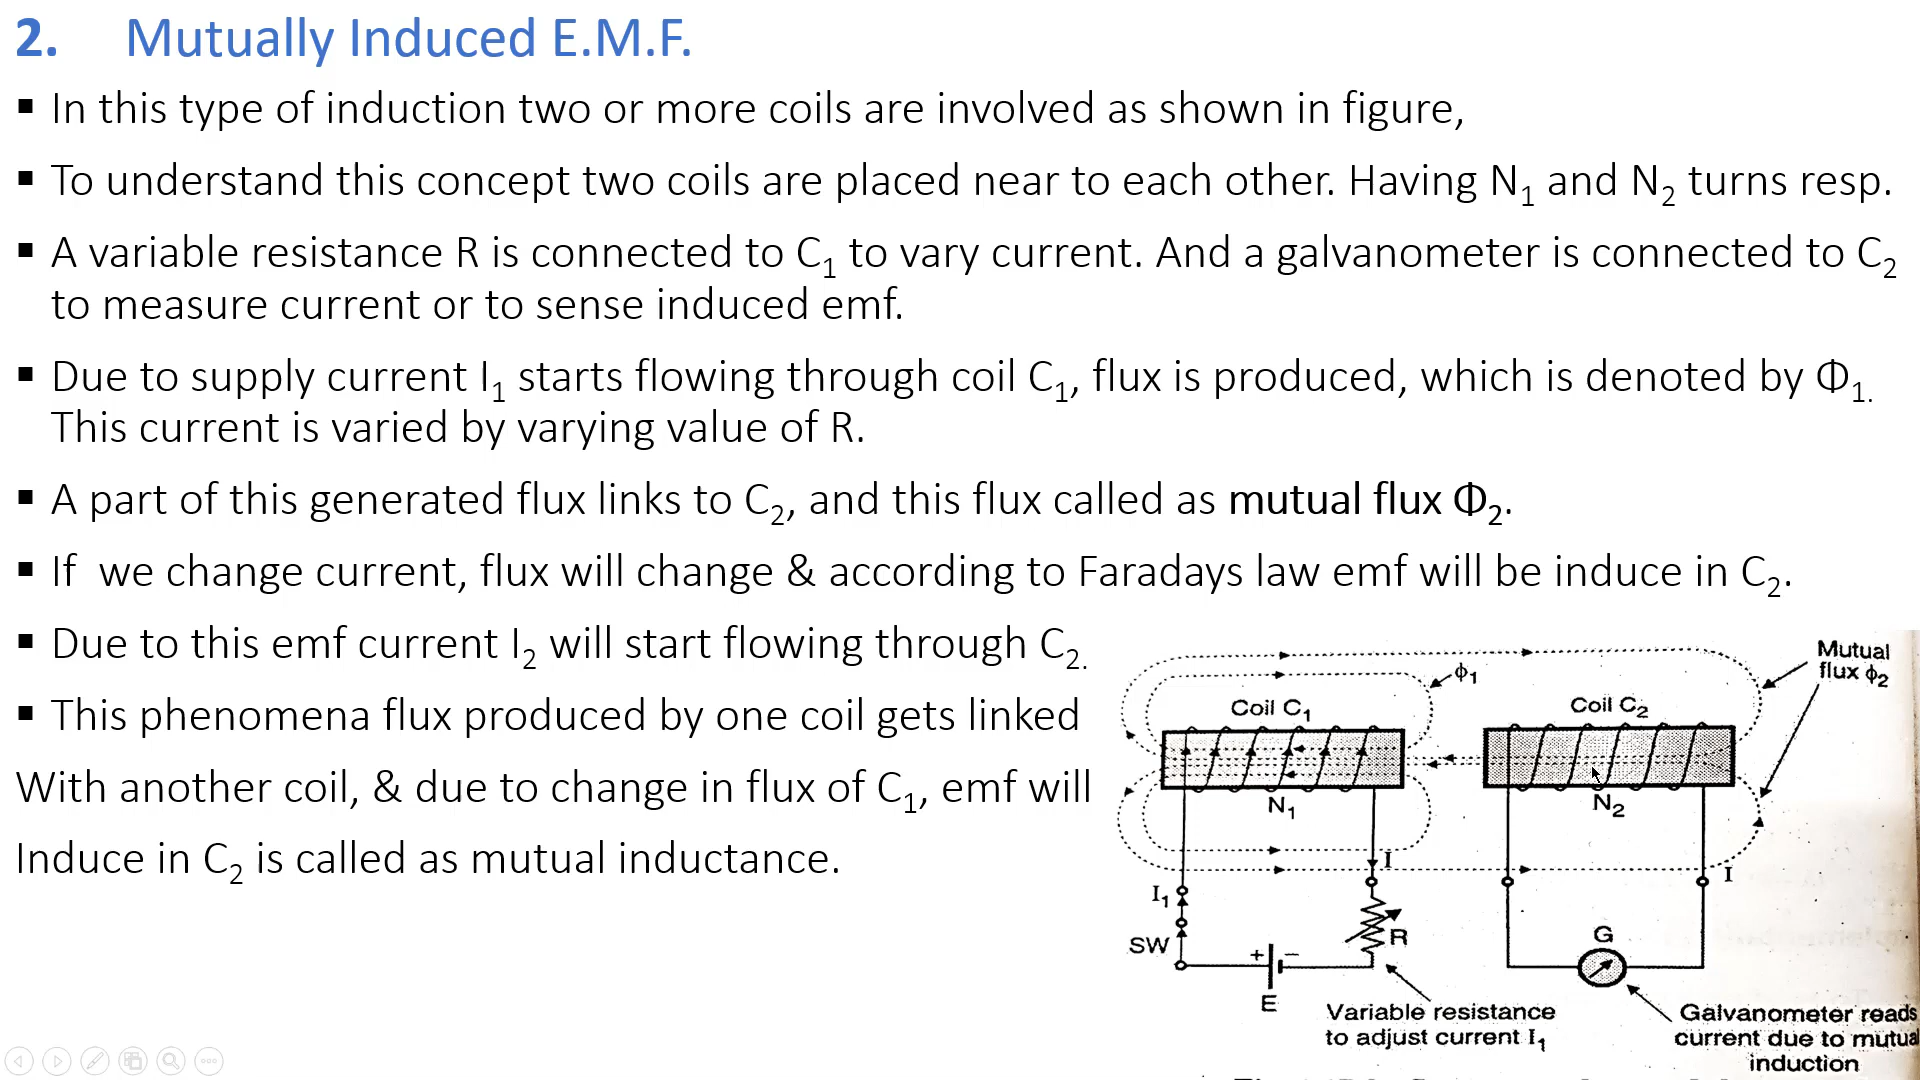 2. Mutually Induced E.M.F.
▪ In this type of induction two or more coils are involved as shown in figure,
▪ To understand this concept two coils are placed near to each other. Having N₁ and N₂ turns resp.
▪ A variable resistance R is connected to C₁ to vary current. And a galvanometer is connected to C₂
to measure current or to sense induced emf.
▪ Due to supply current I₁ starts flowing through coil C₁, flux is produced, which is denoted by Φ₁.
This current is varied by varying value of R.
▪ A part of this generated flux links to C₂, and this flux called as mutual flux Φ₂.
▪ If we change current, flux will change & according to Faradays law emf will be induce in C₂.
▪ Due to this emf current I₂ will start flowing through C₂.
▪ This phenomena flux produced by one coil gets linked
With another coil, & due to change in flux of C₁, emf will
Induce in C₂ is called as mutual inductance.
Mutual
flux ϕ₂
ϕ₁
Coil C₁
Coil C₂
N₁
N₂
I
I
I₁
SW
R
G
+ −
E
Variable resistance
to adjust current I₁
Galvanometer reads
current due to mutua
induction